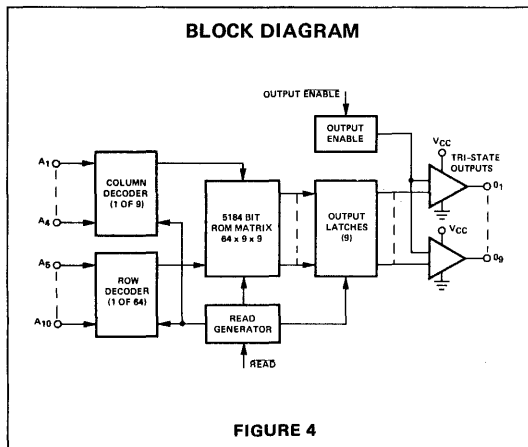 BLOCK DIAGRAM
OUTPUT ENABLE
OUTPUT
ENABLE
VCC
TRI-STATE
OUTPUTS
A1
COLUMN
DECODER
(1 OF 9)
A4
5184 BIT
ROM MATRIX
64 x 9 x 9
OUTPUT
LATCHES
(9)
01
VCC
09
A5
ROW
DECODER
(1 OF 64)
A10
READ
GENERATOR
READ
FIGURE 4